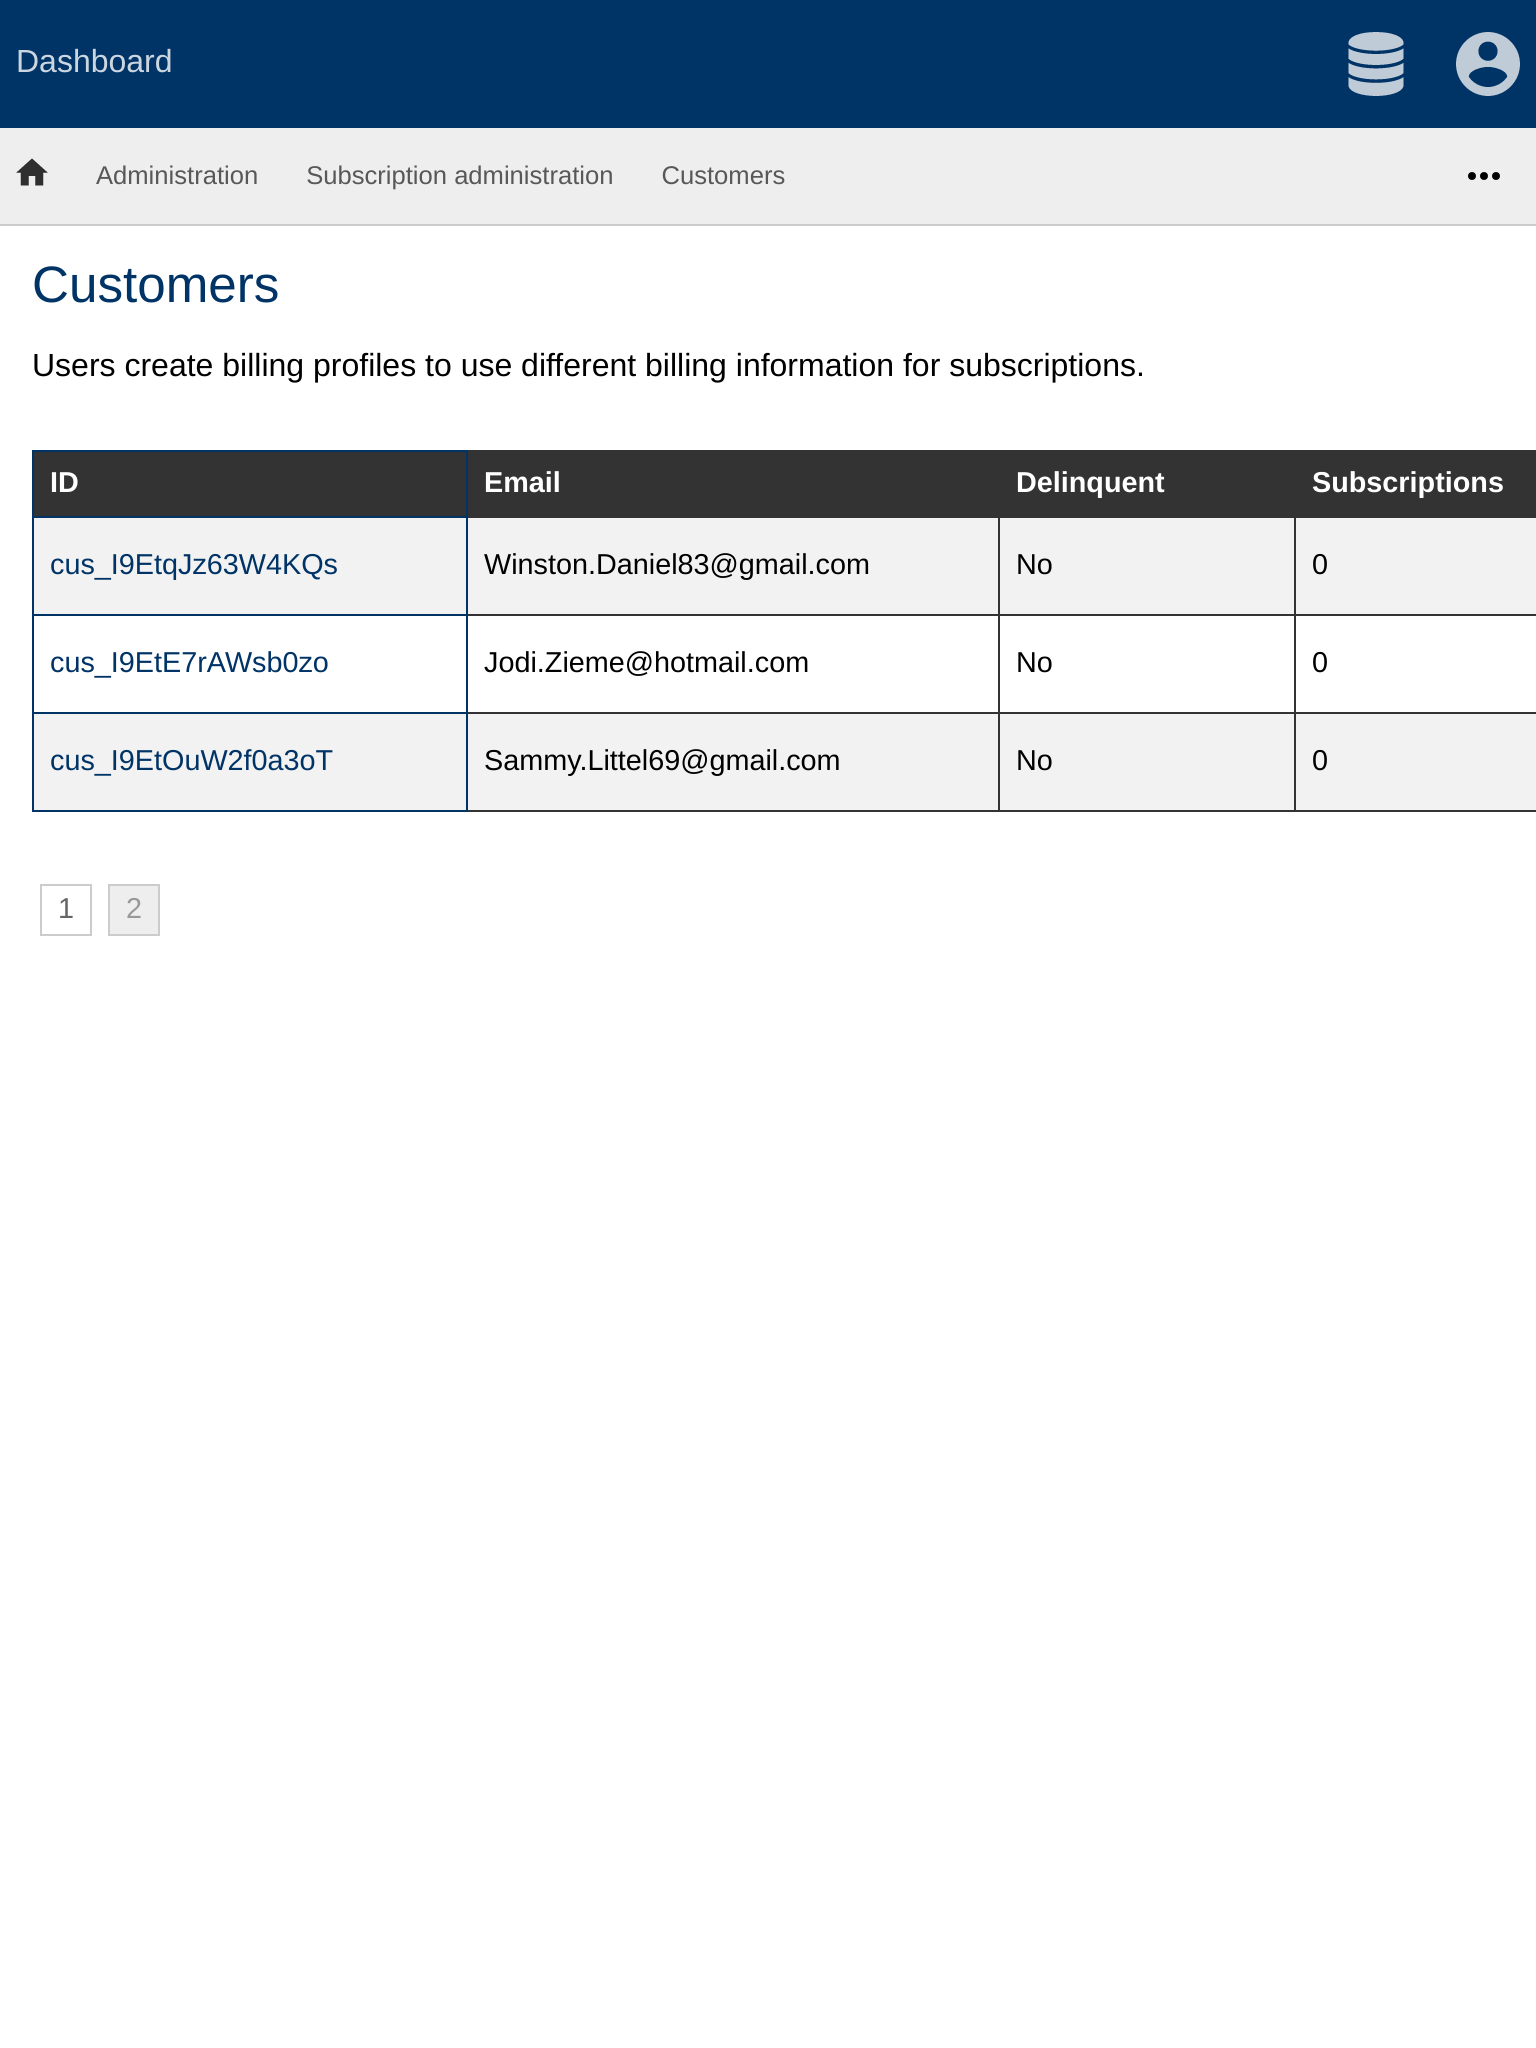 Dashboard
Administration Subscription administration Customers
Customers
Users create billing profiles to use different billing information for subscriptions.
ID Email Delinquent Subscriptions
cus_I9EtqJz63W4KQs Winston.Daniel83@gmail.com No 0
cus_I9EtE7rAWsb0zo Jodi.Zieme@hotmail.com No 0
cus_I9EtOuW2f0a3oT Sammy.Littel69@gmail.com No 0
1 2